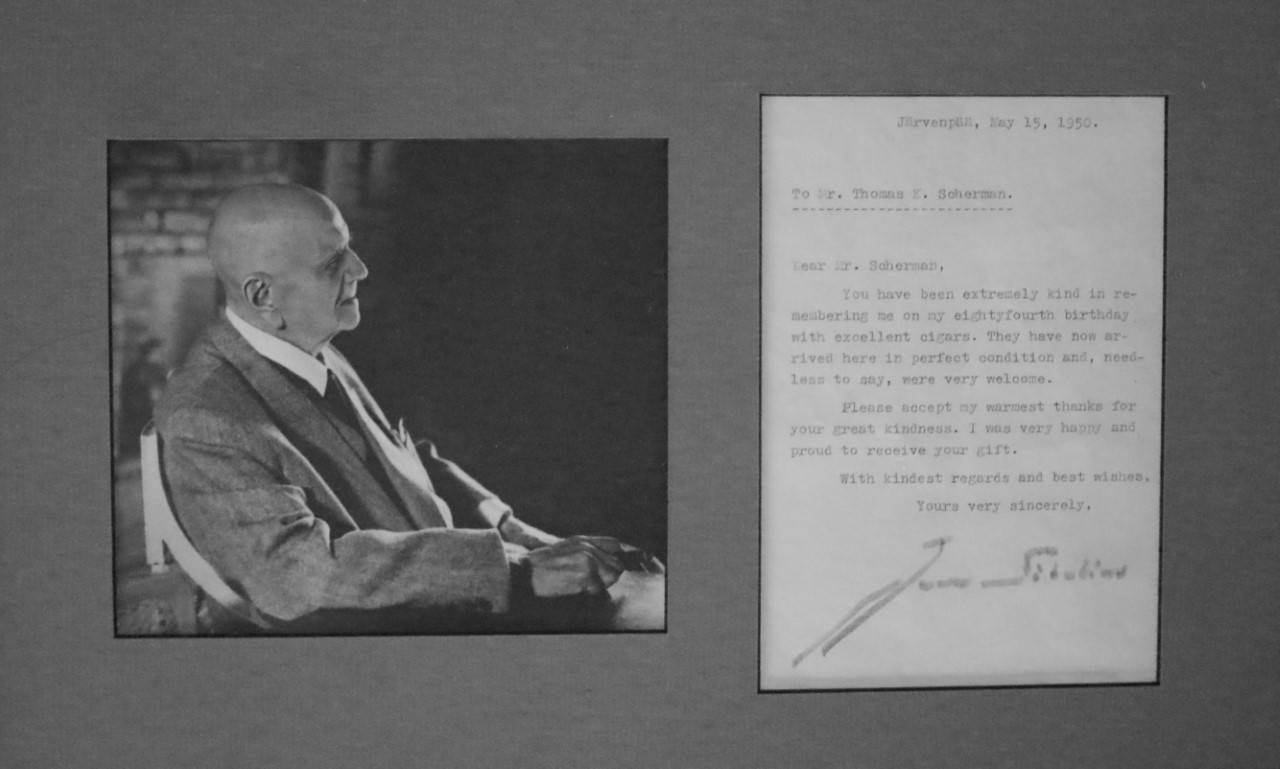 Järvenpää, May 15, 1950.
To Mr. Thomas K. Scherman.
Dear Mr. Scherman,
You have been extremely kind in re-
membering me on my eightyfourth birthday
with excellent cigars. They have now ar-
rived here in perfect condition and, need-
less to say, were very welcome.
Please accept my warmest thanks for
your great kindness. I was very happy and
proud to receive your gift.
With kindest regards and best wishes,
Yours very sincerely,
Jean Sibelius